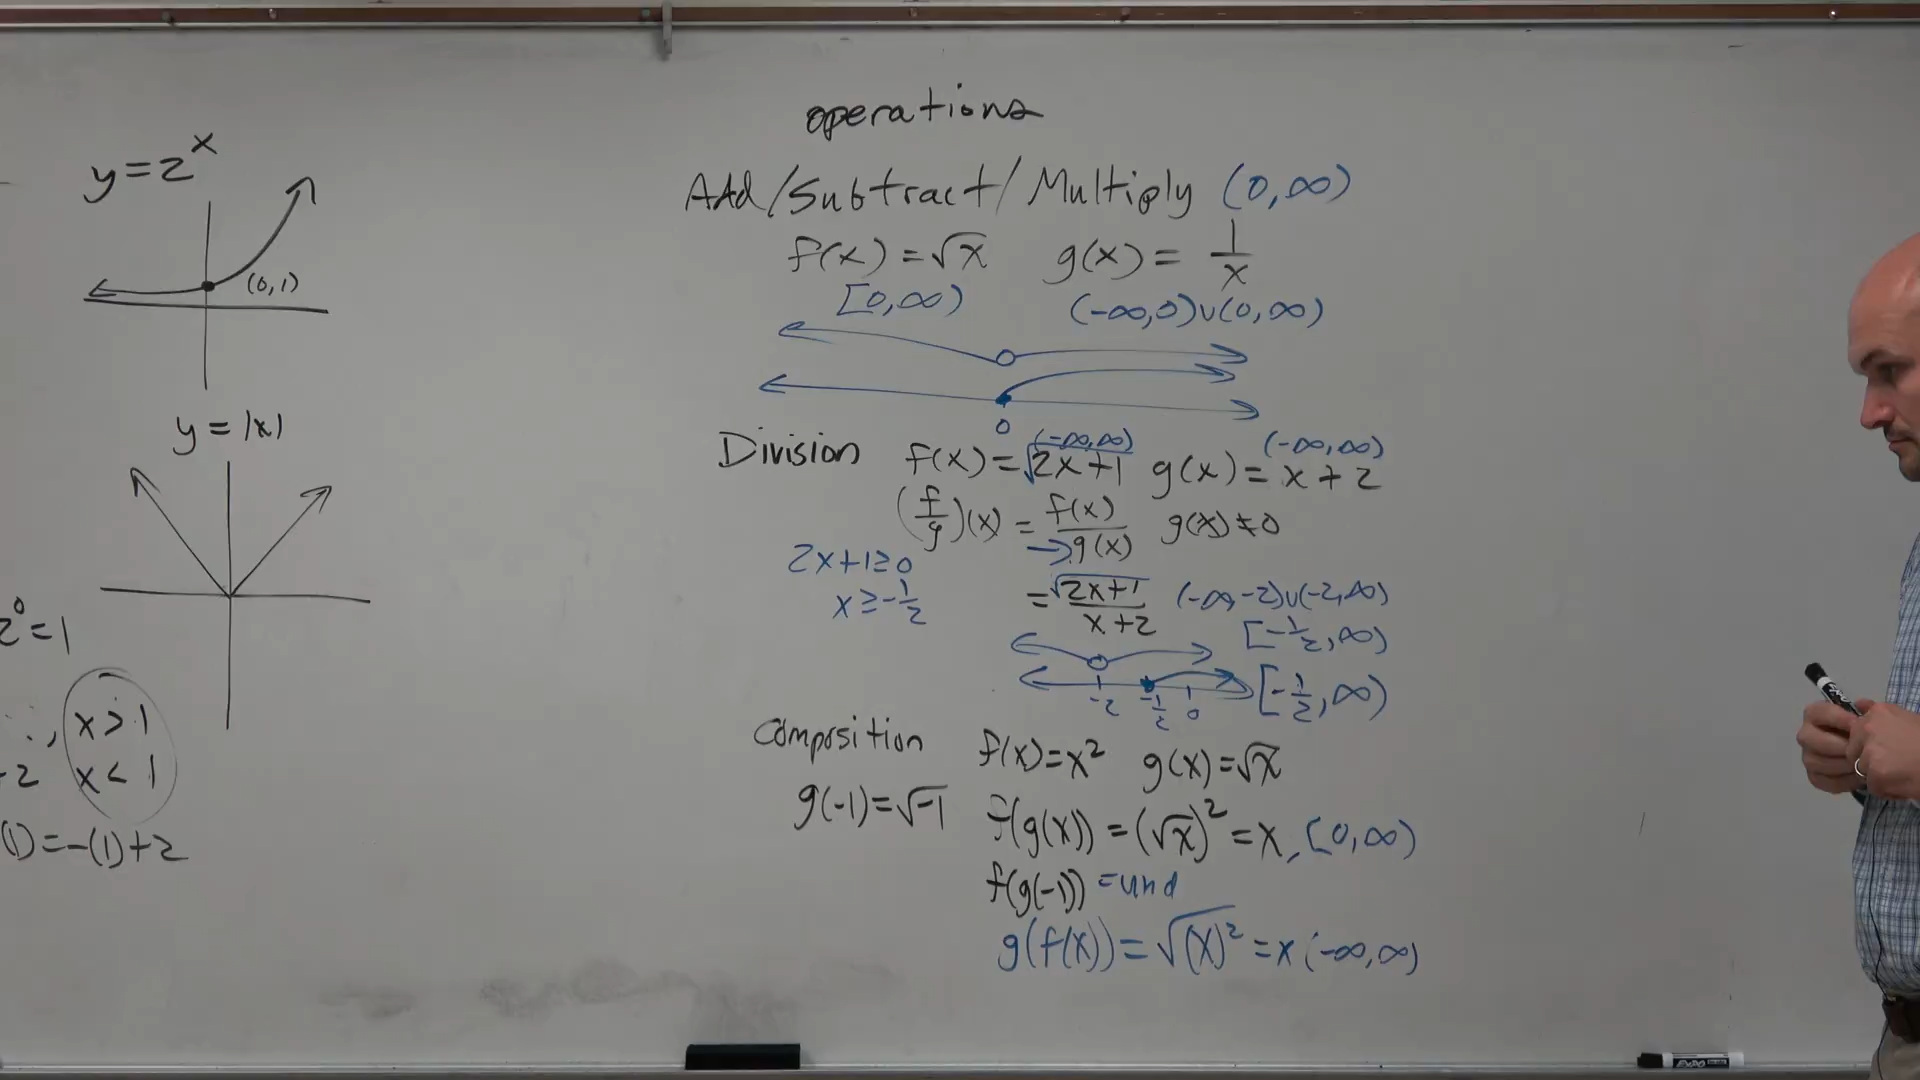 y=2^x
(0,1)
y=|x|
2^0=1
, x>1
+2 x<1
(1)=-(1)+2
operations
Add/Subtract/Multiply (0,∞)
f(x)=√x g(x)=1/x
[0,∞) (-∞,0)∪(0,∞)
0
Division f(x)=√2x+1 g(x)=x+2
(-∞,∞) (-∞,∞)
(f/g)(x)=f(x)/g(x) g(x)≠0
2x+1≥0
x≥-1/2
=√2x+1/x+2 (-∞,-2)∪(-2,∞)
[-1/2,∞)
-2 -1/2 0 [-1/2,∞)
Composition f(x)=x² g(x)=√x
g(-1)=√-1 f(g(x))=(√x)²=x, [0,∞)
f(g(-1))=und
g(f(x))=√(x)²=x (-∞,∞)
EXPO